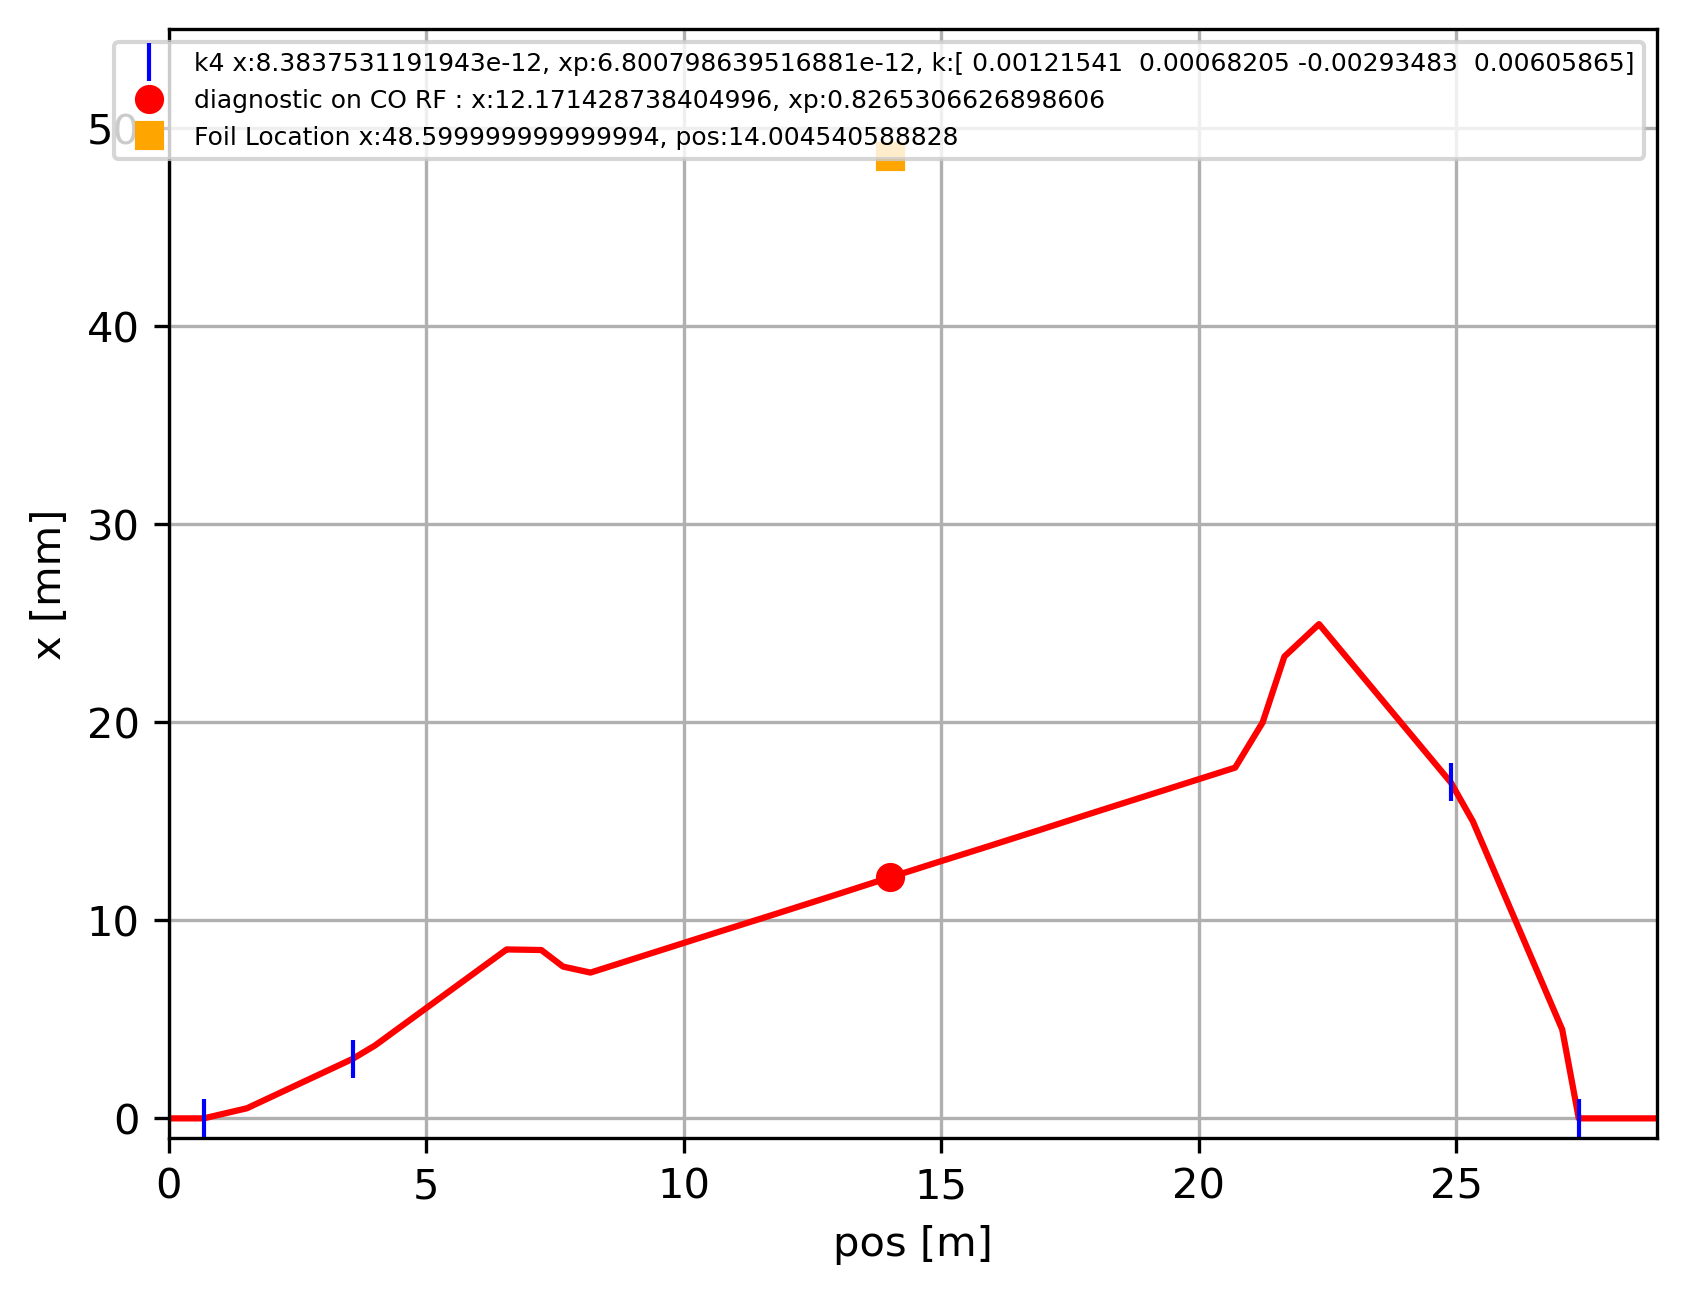 k4 x:8.3837531191943e-12, xp:6.800798639516881e-12, k:[ 0.00121541  0.00068205 -0.00293483  0.00605865]
diagnostic on CO RF : x:12.171428738404996, xp:0.8265306626898606
Foil Location x:48.599999999999994, pos:14.004540588828
50
40
30
20
10
0
x [mm]
0 5 10 15 20 25
pos [m]